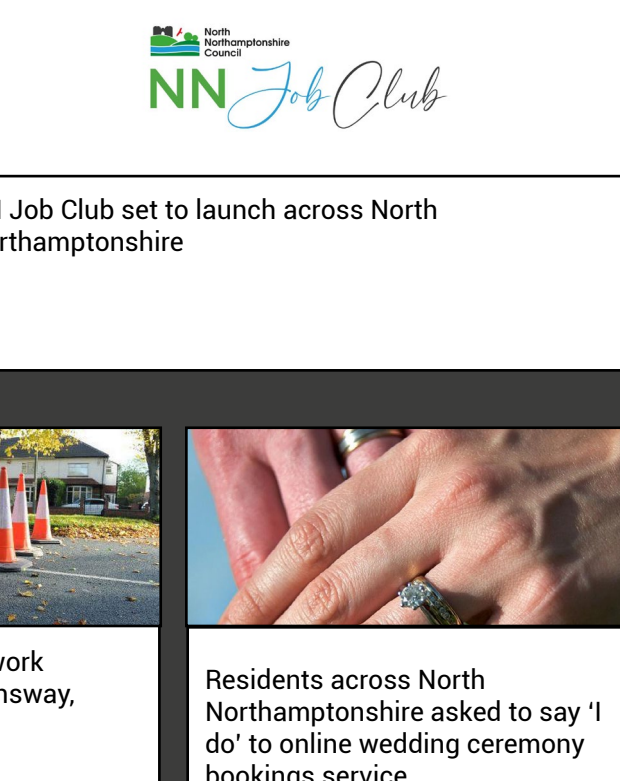 North
Northamptonshire
Council
NN Job Club
Job Club set to launch across North
rthamptonshire
work
nsway,
Residents across North
Northamptonshire asked to say ‘I
do’ to online wedding ceremony
bookings service